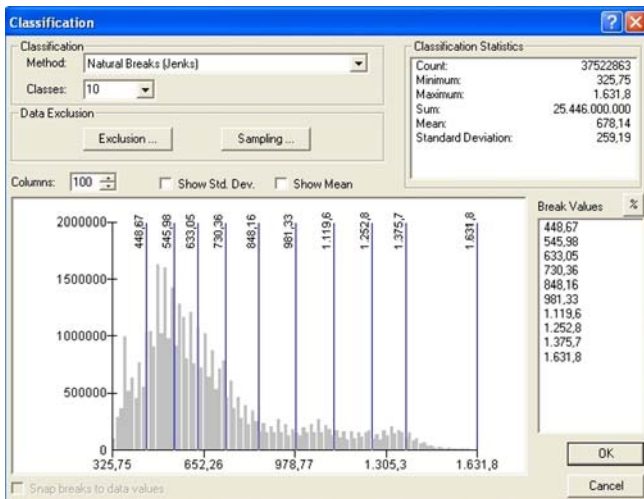 Classification
Classification
Method: Natural Breaks (Jenks)
Classes: 10
Data Exclusion
Exclusion ... Sampling ...
Classification Statistics
Count: 37522863
Minimum: 325,75
Maximum: 1.631,8
Sum: 25.446.000.000
Mean: 678,14
Standard Deviation: 259,19
Columns: 100 Show Std. Dev. Show Mean
2000000
1500000
1000000
500000
0
448,67 545,98 633,05 730,36 848,16 981,33 1.119,6 1.252,8 1.375,7 1.631,8
325,75 652,26 978,77 1.305,3 1.631,8
Break Values %
448,67
545,98
633,05
730,36
848,16
981,33
1.119,6
1.252,8
1.375,7
1.631,8
Snap breaks to data values
OK
Cancel